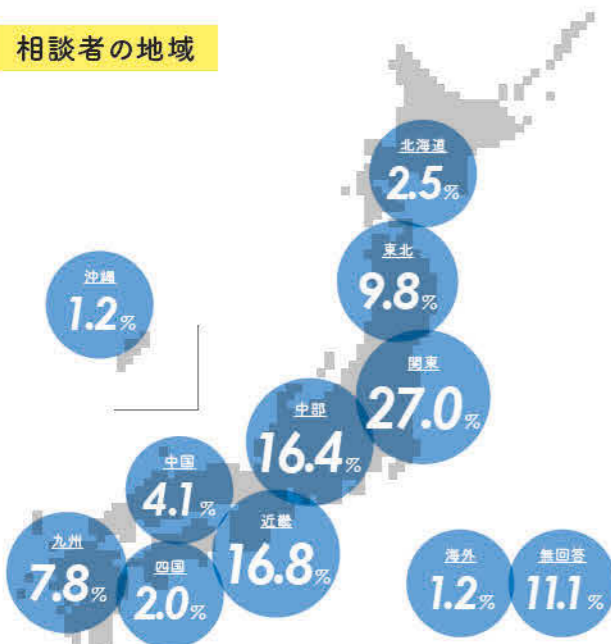 相談者の地域
北海道
2.5%
東北
9.8%
沖縄
1.2%
関東
27.0%
中部
16.4%
中国
4.1%
近畿
16.8%
九州
7.8%
四国
2.0%
海外
1.2%
無回答
11.1%